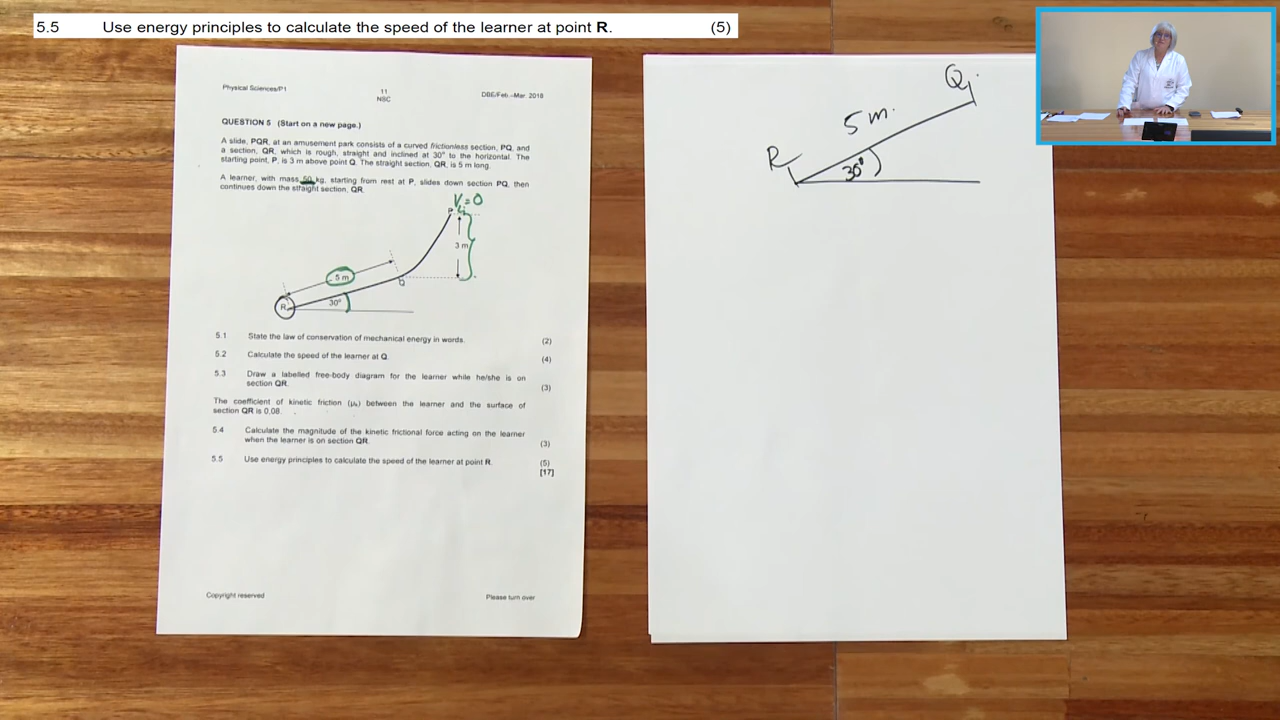 5.5 Use energy principles to calculate the speed of the learner at point R. (5)
Physical Sciences/P1
11
NSC
DBE/Feb.-Mar. 2018
QUESTION 5 (Start on a new page.)
A slide, PQR, at an amusement park consists of a curved frictionless section, PQ, and
a section, QR, which is rough, straight and inclined at 30° to the horizontal. The
starting point, P, is 3 m above point Q. The straight section, QR, is 5 m long.
A learner, with mass 50 kg, starting from rest at P, slides down section PQ, then
continues down the straight section, QR.
Vi = 0
P
3 m
5 m
Q
R
30°
5.1 State the law of conservation of mechanical energy in words. (2)
5.2 Calculate the speed of the learner at Q. (4)
5.3 Draw a labelled free-body diagram for the learner while he/she is on
section QR. (3)
The coefficient of kinetic friction (μk) between the learner and the surface of
section QR is 0,08.
5.4 Calculate the magnitude of the kinetic frictional force acting on the learner
when the learner is on section QR. (3)
5.5 Use energy principles to calculate the speed of the learner at point R. (5)
[17]
Copyright reserved
Please turn over
Q
5 m.
R
30°